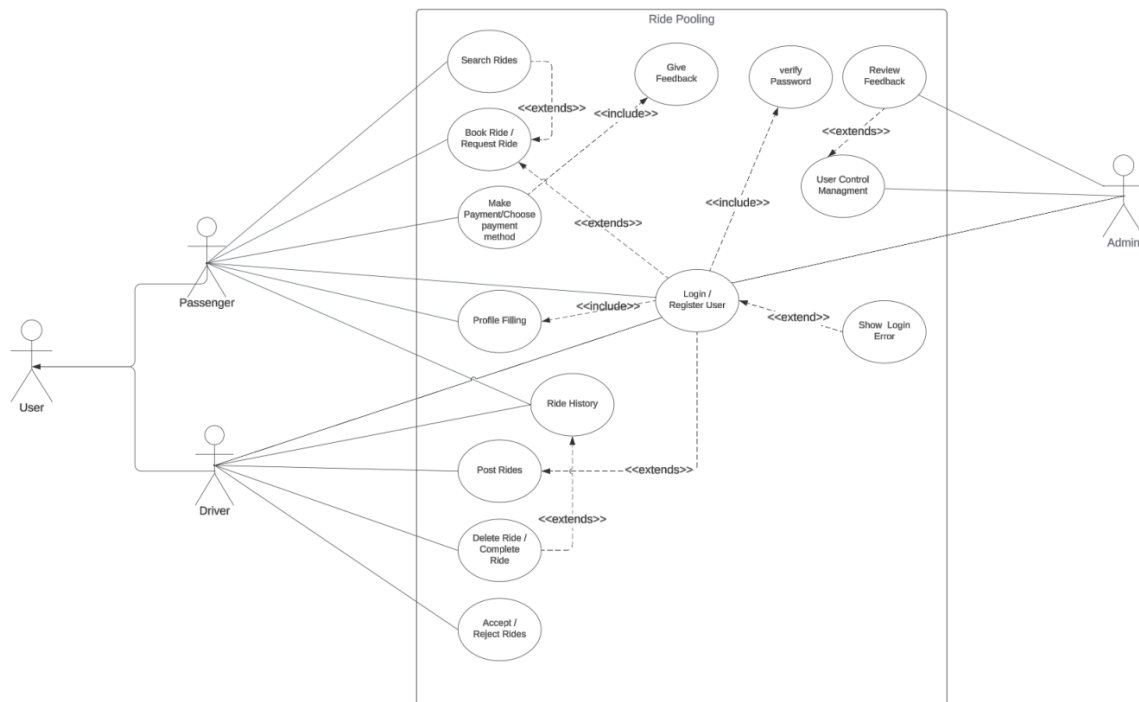 Ride Pooling
Search Rides
Give
Feedback
verify
Password
Review
Feedback
<<extends>>
<<include>>
Book Ride /
Request Ride
<<extends>>
User Control
Managment
Make
Payment/Choose
payment
method
<<include>>
<<extends>>
Admin
Passenger
Login /
Register User
Profile Filling
<<include>>
<<extend>>
Show Login
Error
User
Ride History
Post Rides
<<extends>>
Driver
<<extends>>
Delete Ride /
Complete
Ride
Accept /
Reject Rides